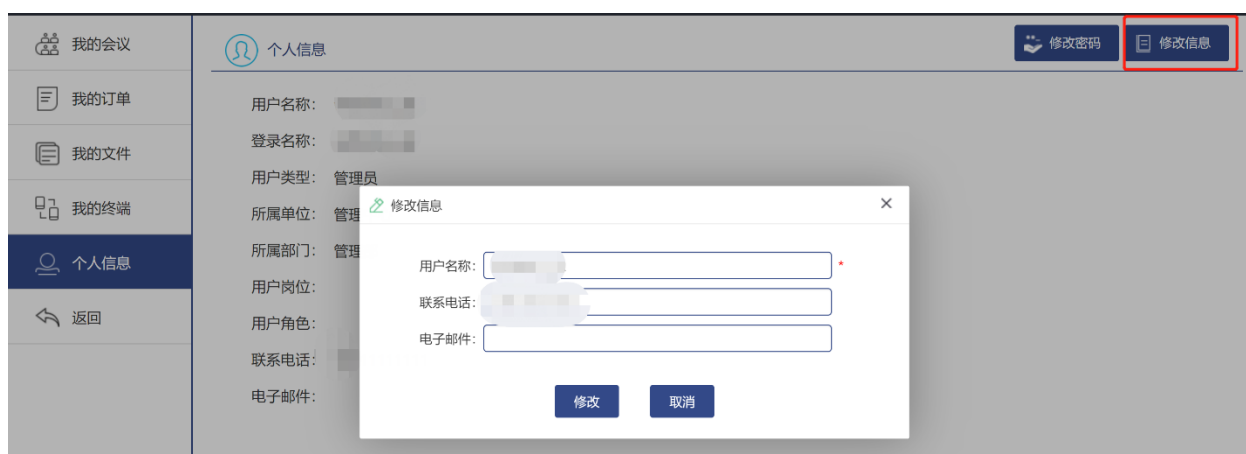 我的会议
我的订单
我的文件
我的终端
个人信息
返回
个人信息
修改密码
修改信息
用户名称：
登录名称：
用户类型： 管理员
所属单位： 管理
所属部门： 管理
用户岗位：
用户角色：
联系电话：
电子邮件：
修改信息
×
用户名称： *
联系电话：
电子邮件：
修改
取消